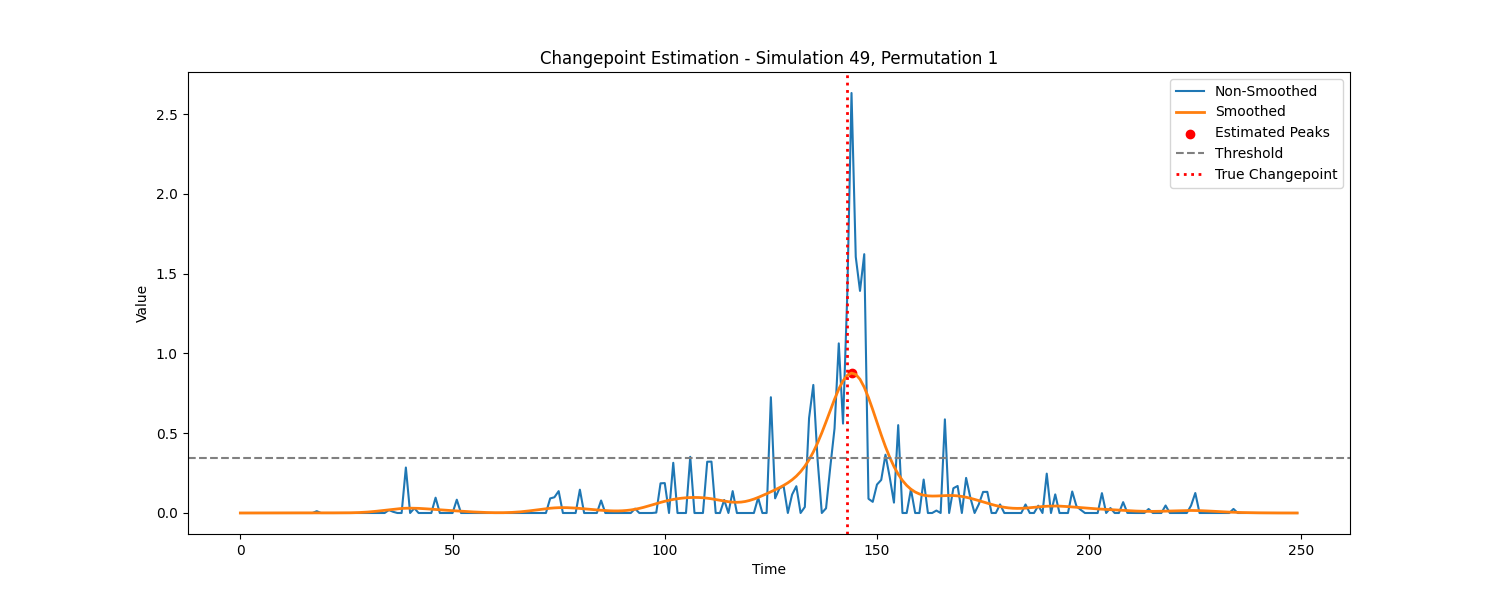 Changepoint Estimation - Simulation 49, Permutation 1
Non-Smoothed
Smoothed
Estimated Peaks
Threshold
True Changepoint
2.5
2.0
1.5
1.0
0.5
0.0
Value
0
50
100
150
200
250
Time